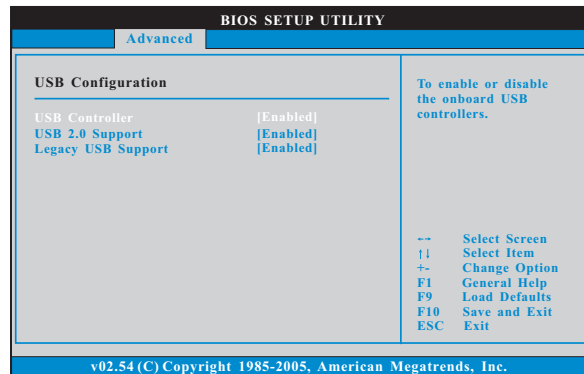 BIOS SETUP UTILITY
Advanced
USB Configuration
USB Controller [Enabled]
USB 2.0 Support [Enabled]
Legacy USB Support [Enabled]
To enable or disable
the onboard USB
controllers.
←→ Select Screen
↑↓ Select Item
+- Change Option
F1 General Help
F9 Load Defaults
F10 Save and Exit
ESC Exit
v02.54 (C) Copyright 1985-2005, American Megatrends, Inc.